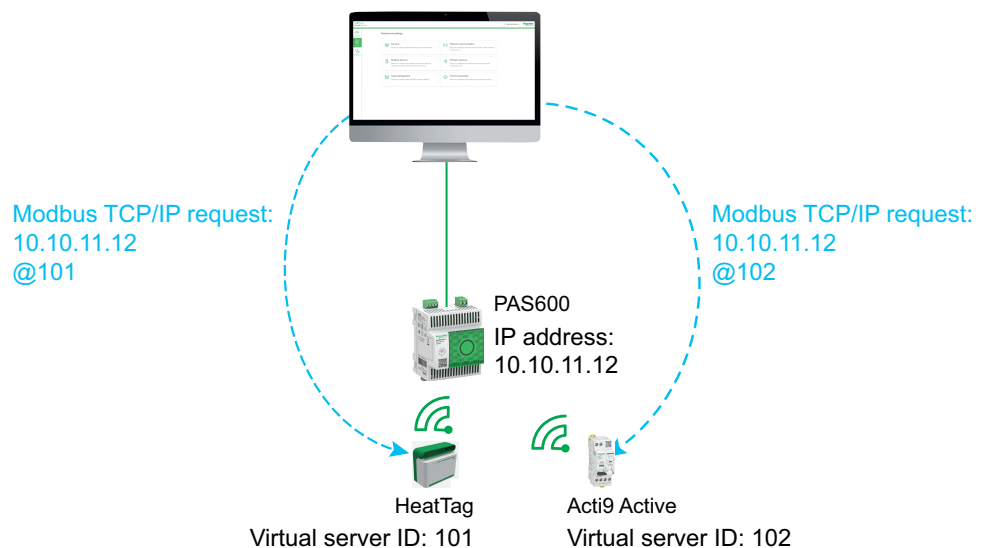 Modbus TCP/IP request:
10.10.11.12
@101
Modbus TCP/IP request:
10.10.11.12
@102
PAS600
IP address:
10.10.11.12
HeatTag
Virtual server ID: 101
Acti9 Active
Virtual server ID: 102